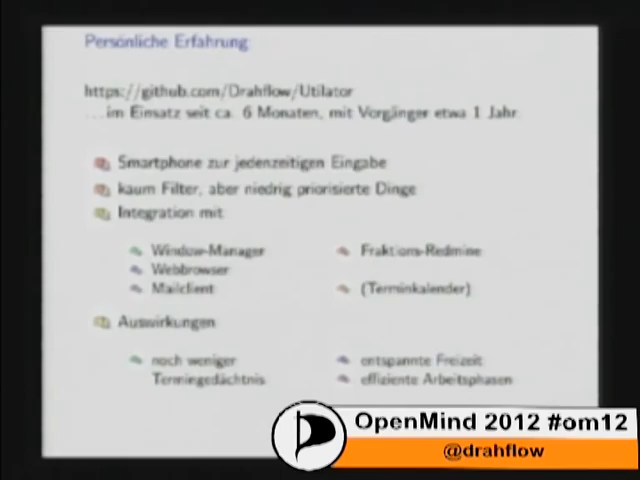 Persönliche Erfahrung
https://github.com/Drahflow/Utilator
...im Einsatz seit ca. 6 Monaten, mit Vorgänger etwa 1 Jahr
Smartphone zur jedenzeitigen Eingabe
kaum Filter, aber niedrig priorisierte Dinge
Integration mit
Window-Manager
Webbrowser
Mailclient
Fraktions-Redmine
(Terminkalender)
Auswirkungen
noch weniger
Termingedächtnis
entspannte Freizeit
effiziente Arbeitsphasen
OpenMind 2012 #om12
@drahflow